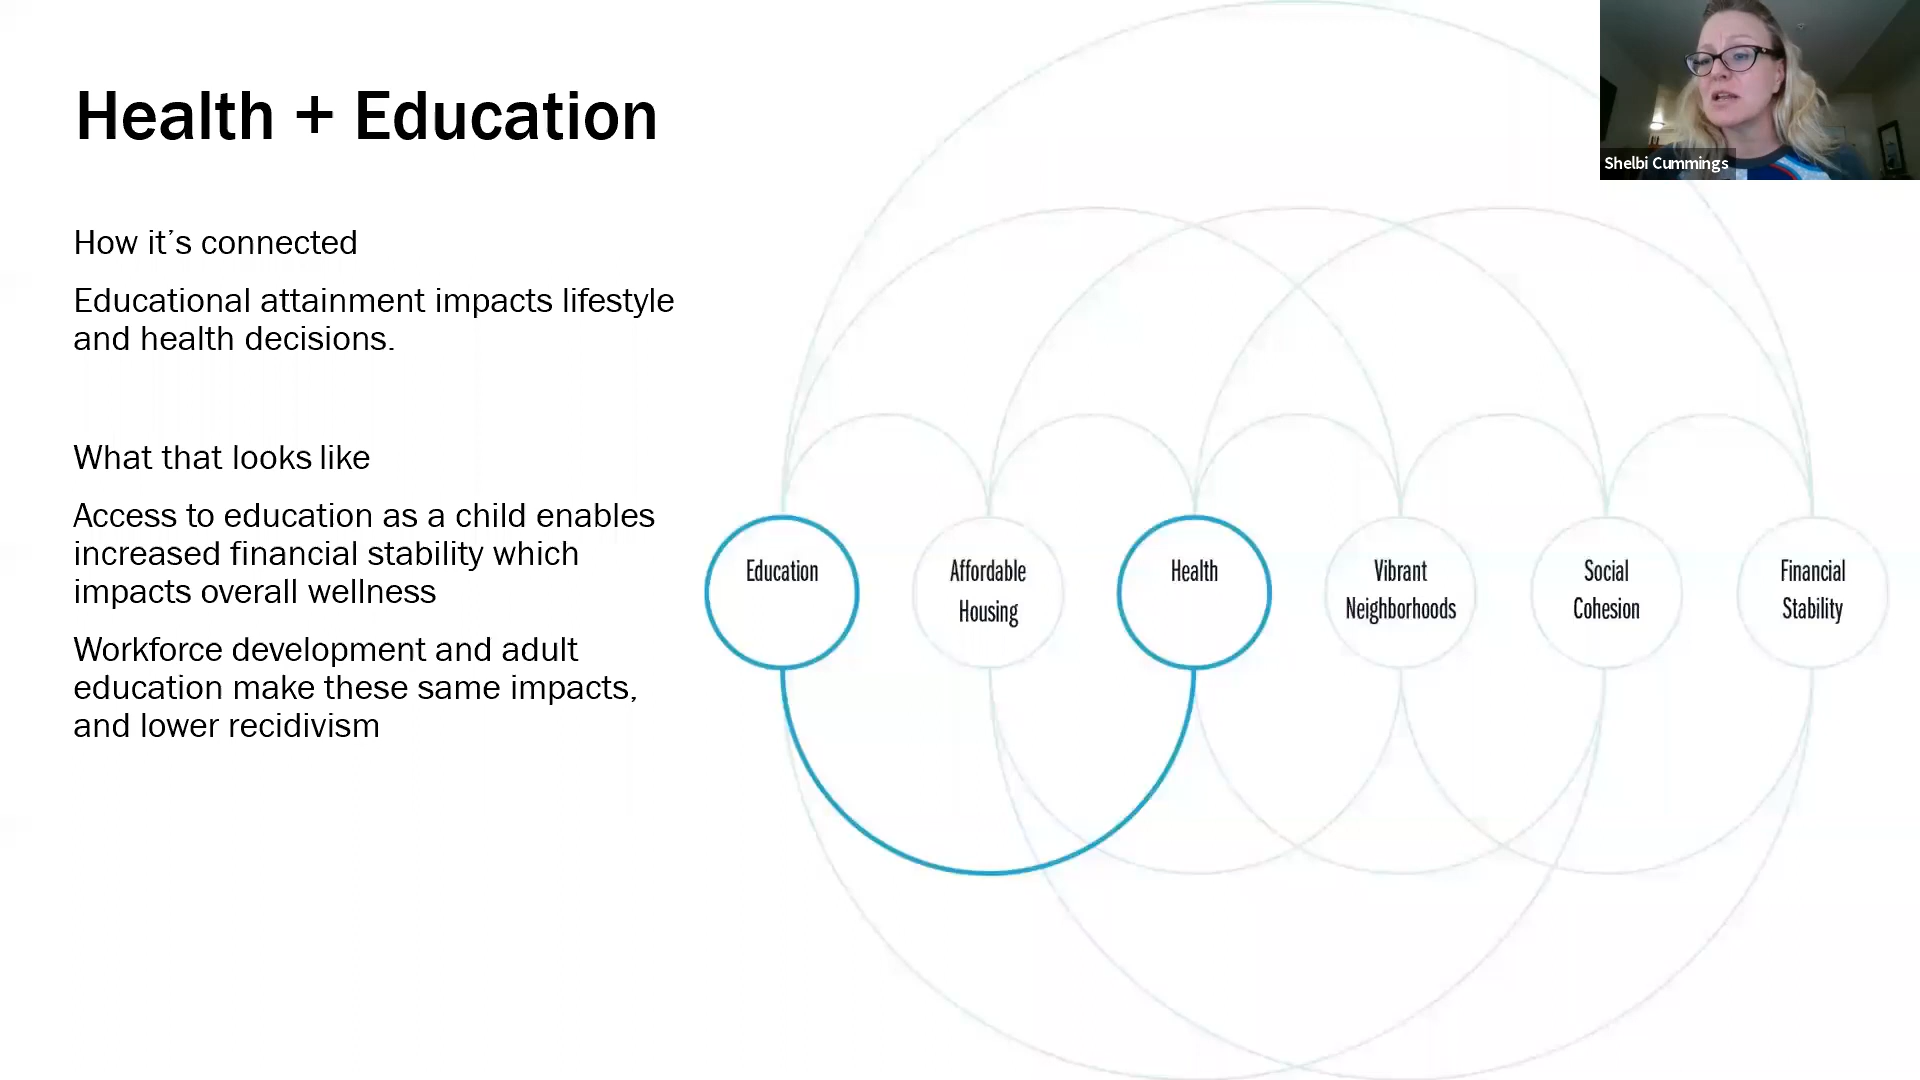 Health + Education
How it’s connected
Educational attainment impacts lifestyle
and health decisions.
What that looks like
Access to education as a child enables
increased financial stability which
impacts overall wellness
Workforce development and adult
education make these same impacts,
and lower recidivism
Education
Affordable
Housing
Health
Vibrant
Neighborhoods
Social
Cohesion
Financial
Stability
Shelbi Cummings